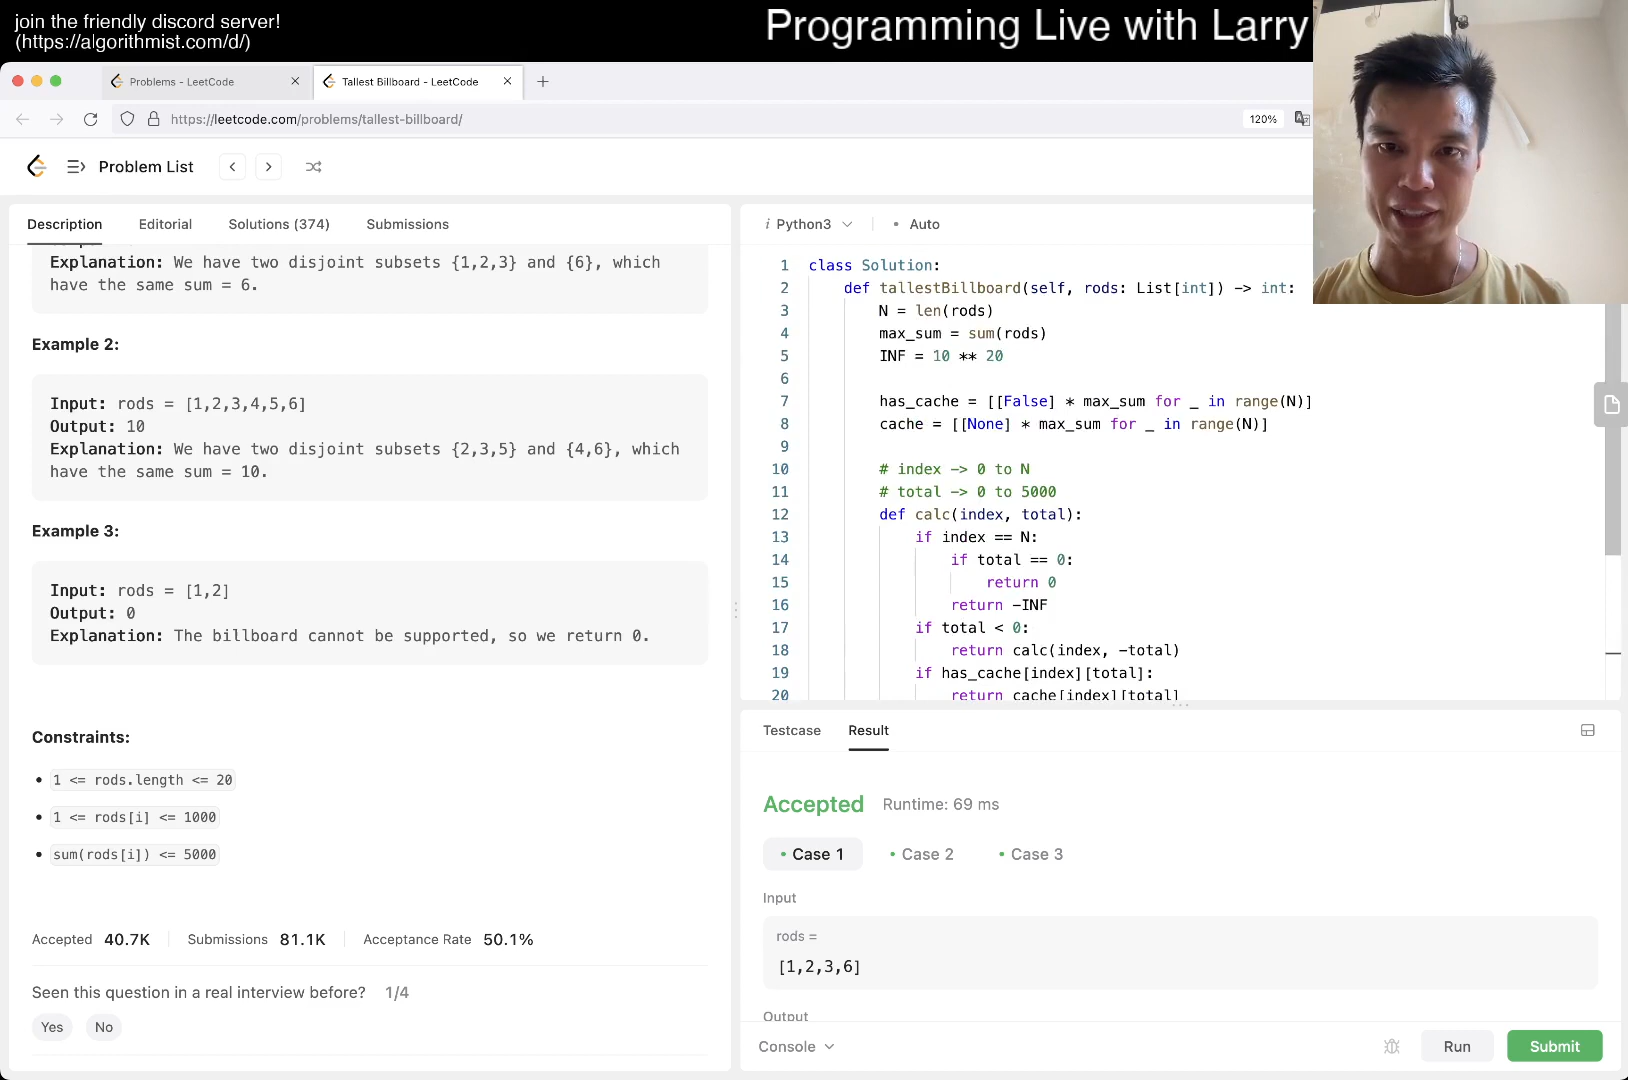 join the friendly discord server!
(https://algorithmist.com/d/)
Programming Live with Larry
Problems - LeetCode
Tallest Billboard - LeetCode
https://leetcode.com/problems/tallest-billboard/
120%
Problem List
Description
Editorial
Solutions (374)
Submissions
Explanation: We have two disjoint subsets {1,2,3} and {6}, which
have the same sum = 6.
Example 2:
Input: rods = [1,2,3,4,5,6]
Output: 10
Explanation: We have two disjoint subsets {2,3,5} and {4,6}, which
have the same sum = 10.
Example 3:
Input: rods = [1,2]
Output: 0
Explanation: The billboard cannot be supported, so we return 0.
Constraints:
• 1 <= rods.length <= 20
• 1 <= rods[i] <= 1000
• sum(rods[i]) <= 5000
Accepted 40.7K
Submissions 81.1K
Acceptance Rate 50.1%
Seen this question in a real interview before? 1/4
Yes
No
i Python3
• Auto
1 class Solution:
2 def tallestBillboard(self, rods: List[int]) -> int:
3 N = len(rods)
4 max_sum = sum(rods)
5 INF = 10 ** 20
6
7 has_cache = [[False] * max_sum for _ in range(N)]
8 cache = [[None] * max_sum for _ in range(N)]
9
10 # index -> 0 to N
11 # total -> 0 to 5000
12 def calc(index, total):
13 if index == N:
14 if total == 0:
15 return 0
16 return -INF
17 if total < 0:
18 return calc(index, -total)
19 if has_cache[index][total]:
20 return cache[index][total]
Testcase
Result
Accepted Runtime: 69 ms
• Case 1
• Case 2
• Case 3
Input
rods =
[1,2,3,6]
Output
Console
Run
Submit